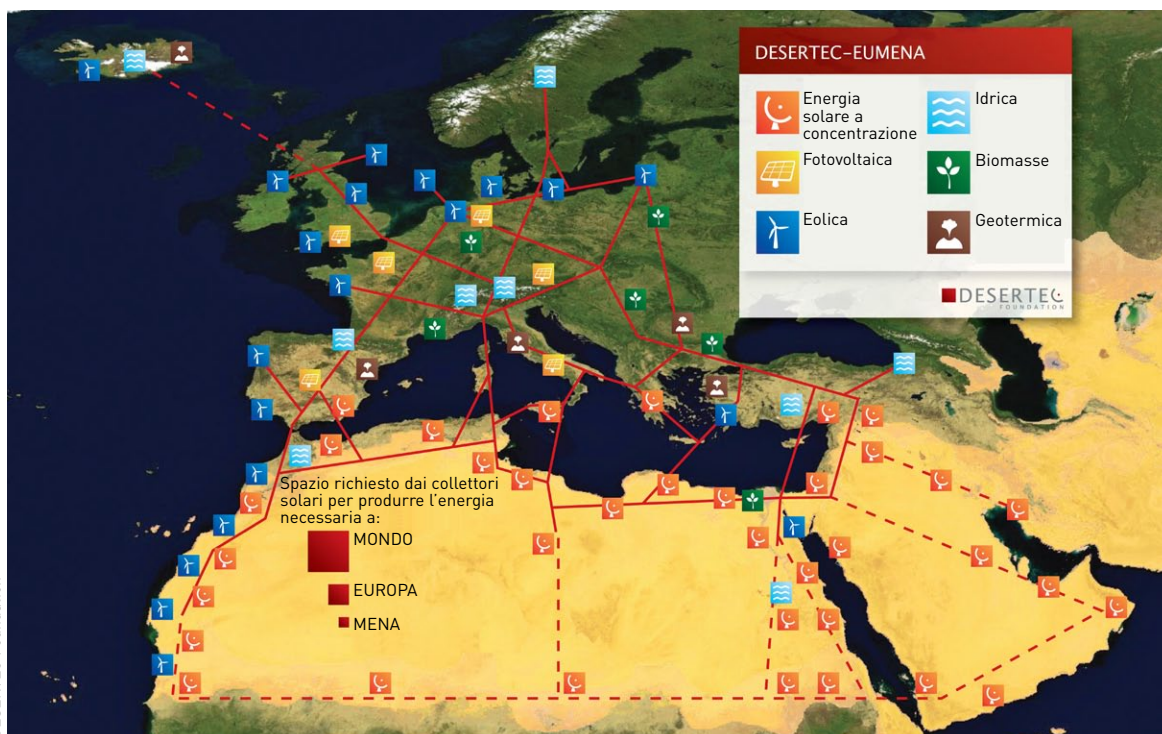 DESERTEC-EUMENA
Energia
solare a
concentrazione
Idrica
Fotovoltaica
Biomasse
Eolica
Geotermica
DESERTEC
FOUNDATION
Spazio richiesto dai collettori
solari per produrre l'energia
necessaria a:
MONDO
EUROPA
MENA